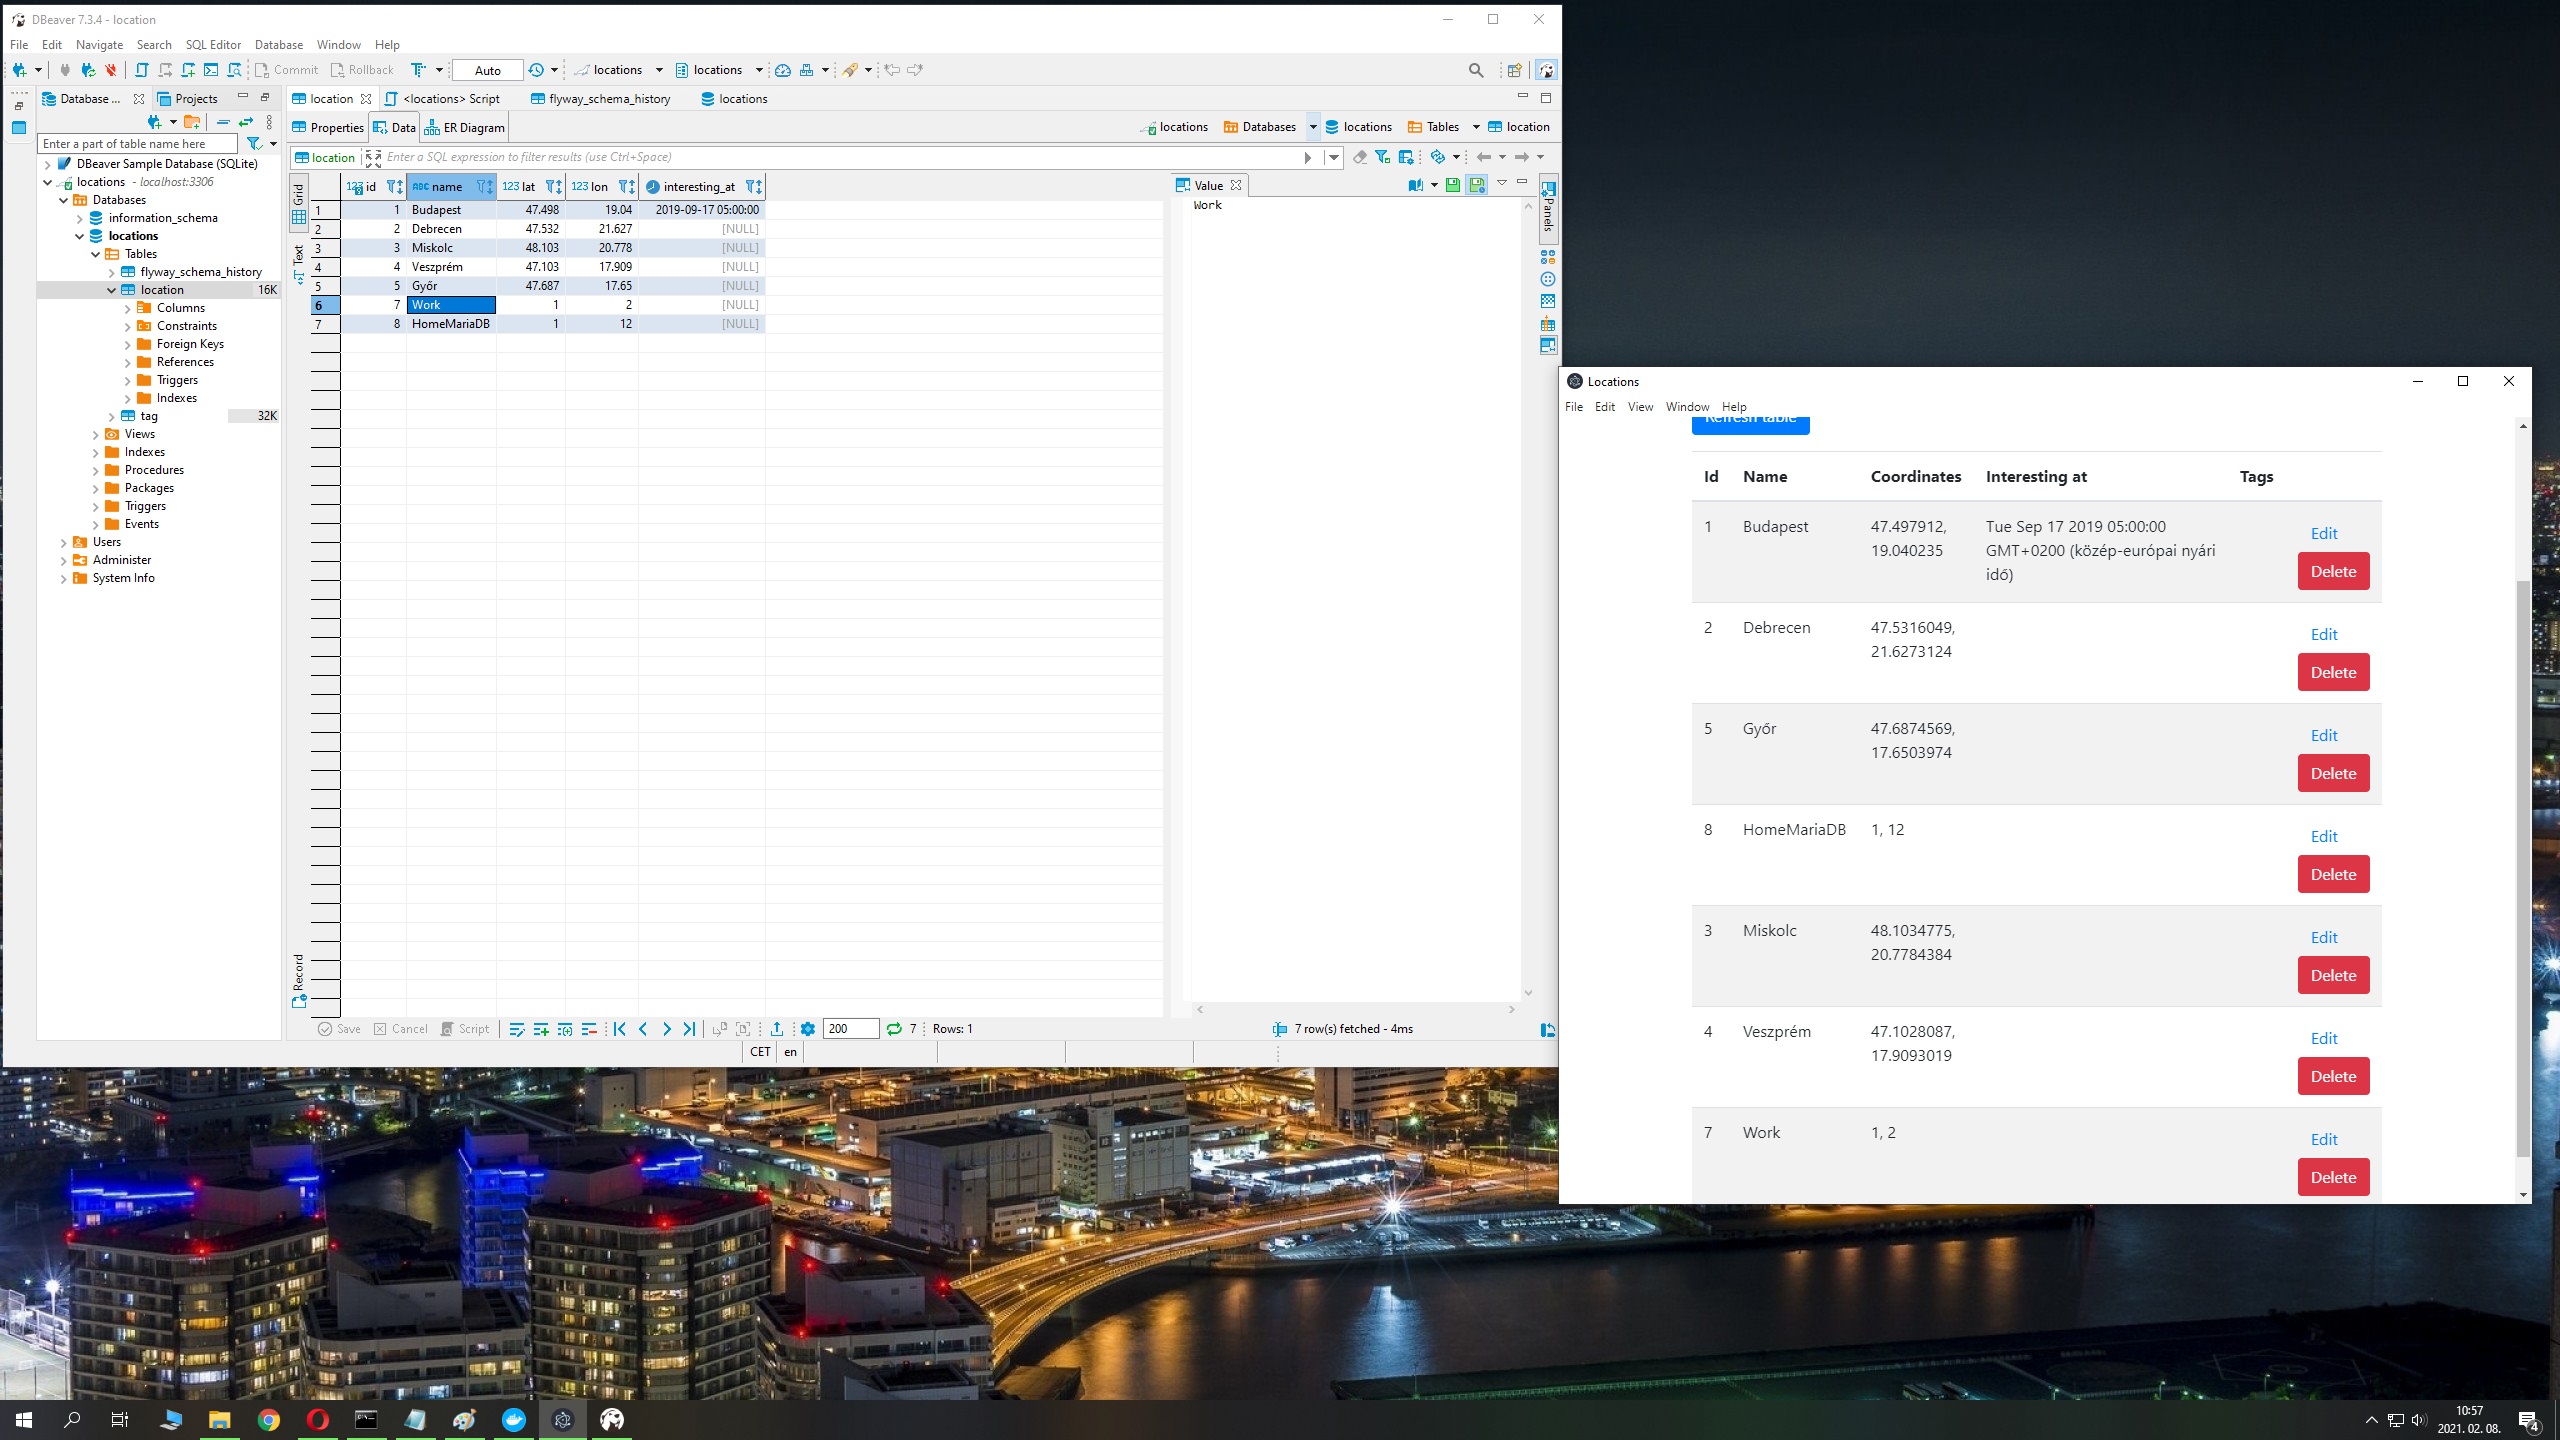 DBeaver 7.3.4 - location
File Edit Navigate Search SQL Editor Database Window Help
Commit Rollback Auto locations locations
Database ... Projects
Enter a part of table name here
DBeaver Sample Database (SQLite)
locations - localhost:3306
Databases
information_schema
locations
Tables
flyway_schema_history
location 16K
Columns
Constraints
Foreign Keys
References
Triggers
Indexes
tag 32K
Views
Indexes
Procedures
Packages
Triggers
Events
Users
Administer
System Info
location <locations> Script flyway_schema_history locations
Properties Data ER Diagram locations Databases locations Tables location
location Enter a SQL expression to filter results (use Ctrl+Space)
Grid
Text
Record
123 id ABC name 123 lat 123 lon interesting_at
1 1 Budapest 47.498 19.04 2019-09-17 05:00:00
2 2 Debrecen 47.532 21.627 [NULL]
3 3 Miskolc 48.103 20.778 [NULL]
4 4 Veszprém 47.103 17.909 [NULL]
5 5 Győr 47.687 17.65 [NULL]
6 7 Work 1 2 [NULL]
7 8 HomeMariaDB 1 12 [NULL]
Value
Work
Panels
Save Cancel Script 200 7 Rows: 1 7 row(s) fetched - 4ms
CET en
Locations
File Edit View Window Help
Refresh table
Id Name Coordinates Interesting at Tags
1 Budapest 47.497912, 19.040235 Tue Sep 17 2019 05:00:00 GMT+0200 (közép-európai nyári idő) Edit Delete
2 Debrecen 47.5316049, 21.6273124 Edit Delete
5 Győr 47.6874569, 17.6503974 Edit Delete
8 HomeMariaDB 1, 12 Edit Delete
3 Miskolc 48.1034775, 20.7784384 Edit Delete
4 Veszprém 47.1028087, 17.9093019 Edit Delete
7 Work 1, 2 Edit Delete
10:57
2021. 02. 08.
4